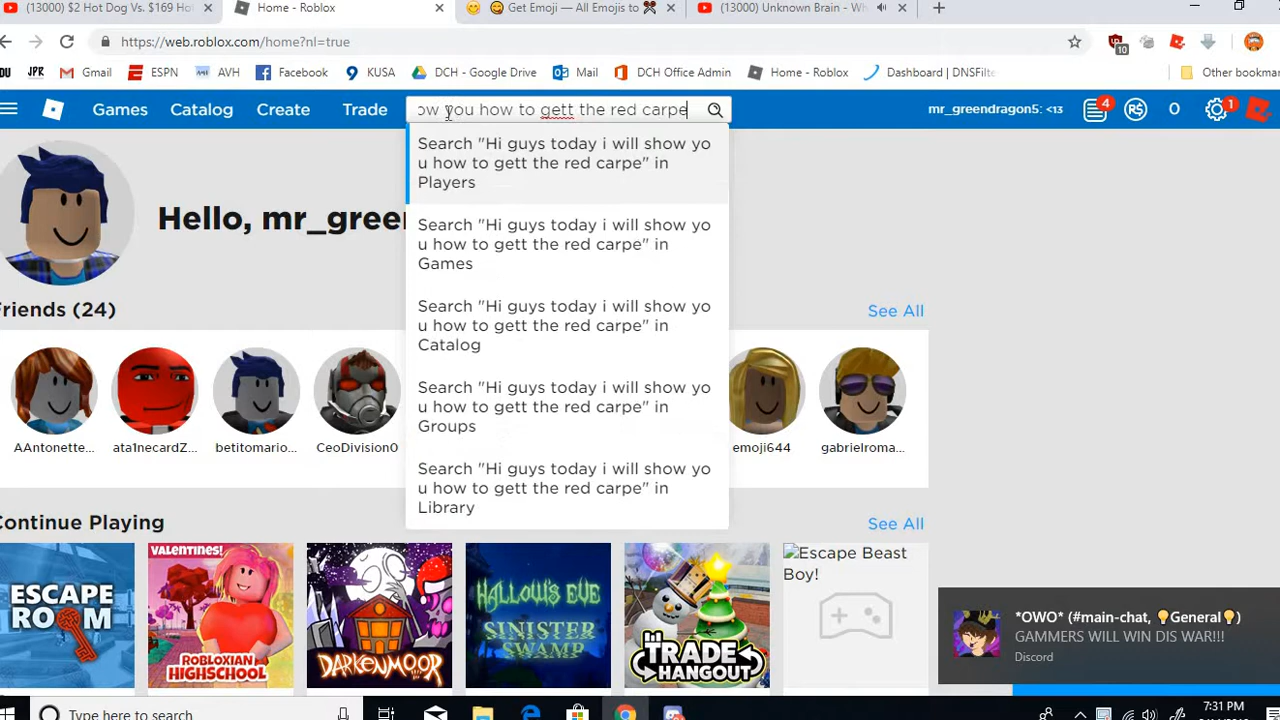 (13000) $2 Hot Dog Vs. $169 Ho
Home - Roblox
Get Emoji — All Emojis to
(13000) Unknown Brain - Wh
https://web.roblox.com/home?nl=true
10
DU
JPR
Gmail
ESPN
AVH
Facebook
KUSA
DCH - Google Drive
Mail
DCH Office Admin
Home - Roblox
Dashboard | DNSFilte
Other bookmar
Games
Catalog
Create
Trade
ow you how to gett the red carpe
mr_greendragon5: <13
4
R$
0
1
Search "Hi guys today i will show yo
u how to gett the red carpe" in
Players
Search "Hi guys today i will show yo
u how to gett the red carpe" in
Games
Search "Hi guys today i will show yo
u how to gett the red carpe" in
Catalog
Search "Hi guys today i will show yo
u how to gett the red carpe" in
Groups
Search "Hi guys today i will show yo
u how to gett the red carpe" in
Library
Hello, mr_gree
Friends (24)
See All
AAntonette...
ata1necardZ...
betitomario...
CeoDivision0
emoji644
gabrielroma...
Continue Playing
See All
ESCAPE
ROOM
VALENTINES!
ROBLOXIAN
HIGHSCHOOL
DARKENMOOR
HALLOW'S EVE
SINISTER
SWAMP
TRADE
HANGOUT
Escape Beast
Boy!
*OWO* (#main-chat, 💡General💡)
GAMMERS WILL WIN DIS WAR!!!
Discord
Type here to search
7:31 PM